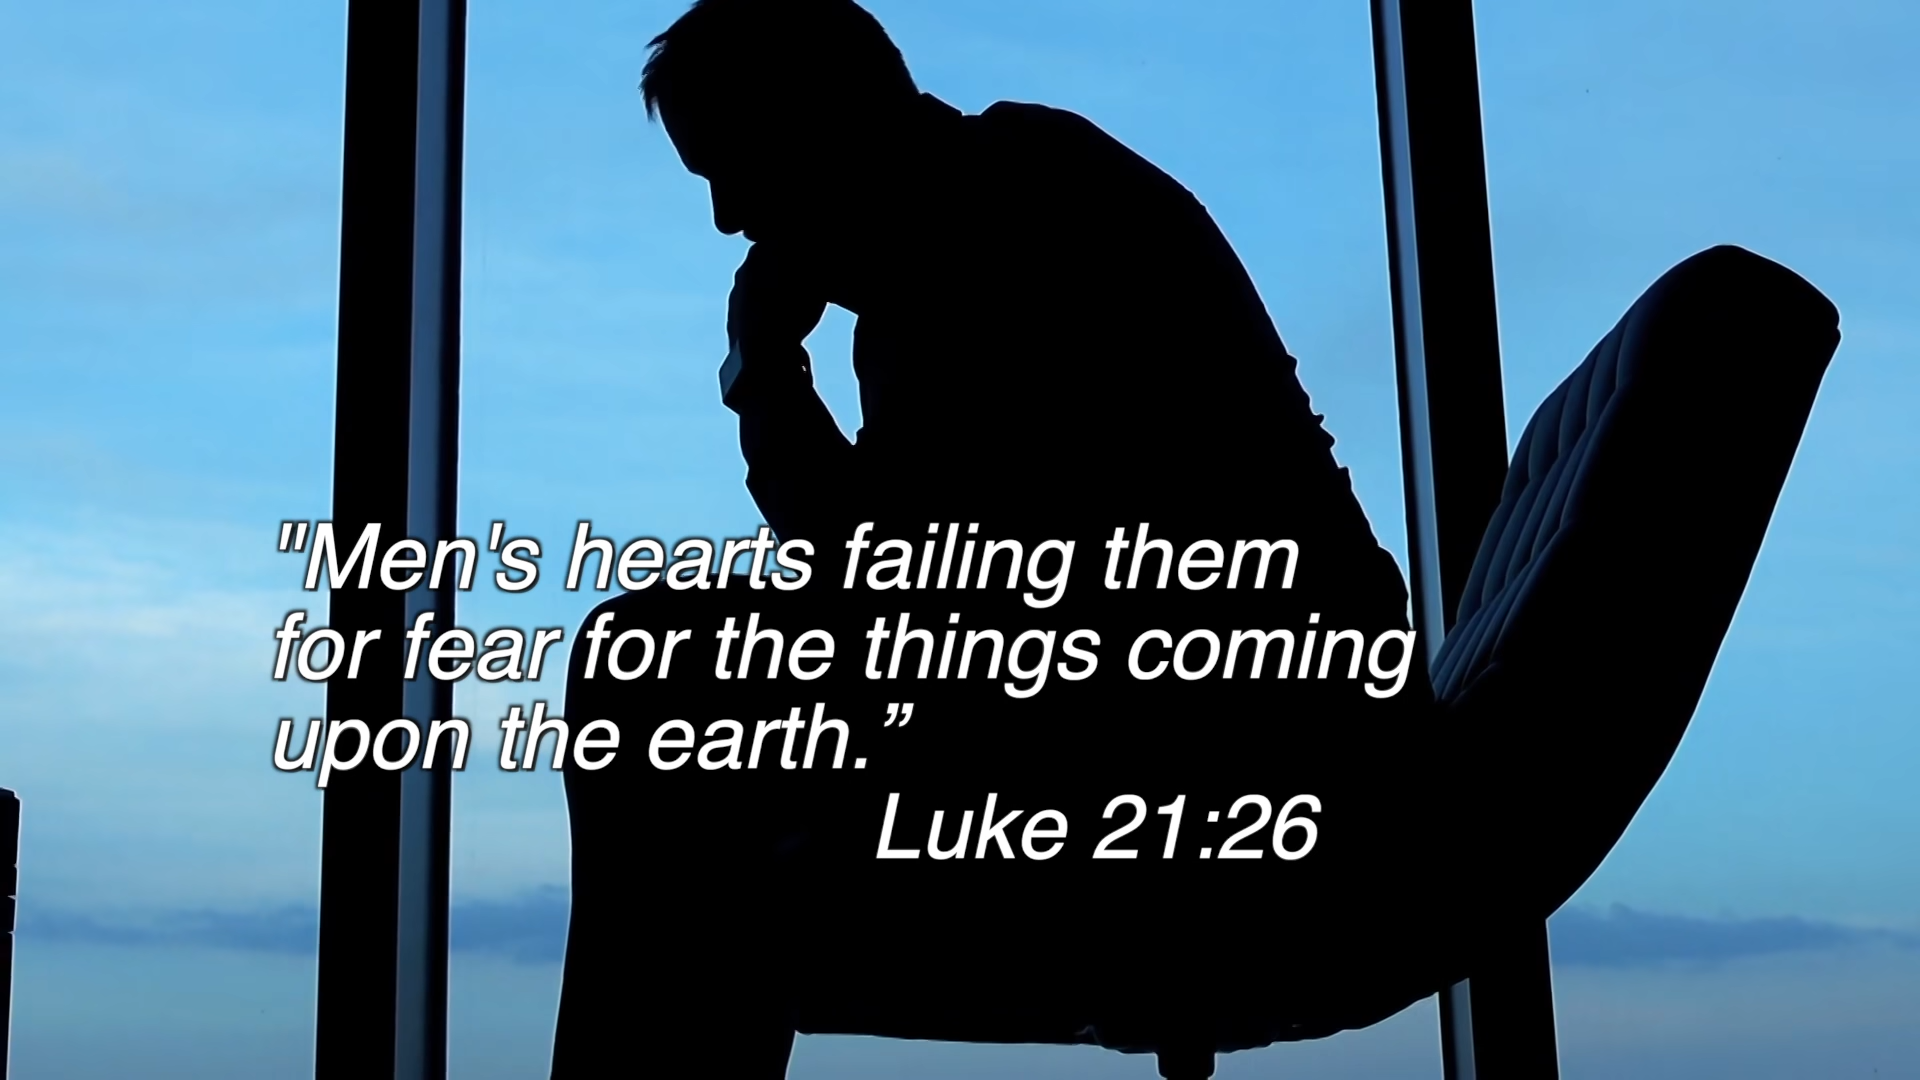 "Men's hearts failing them
for fear for the things coming
upon the earth.”
Luke 21:26